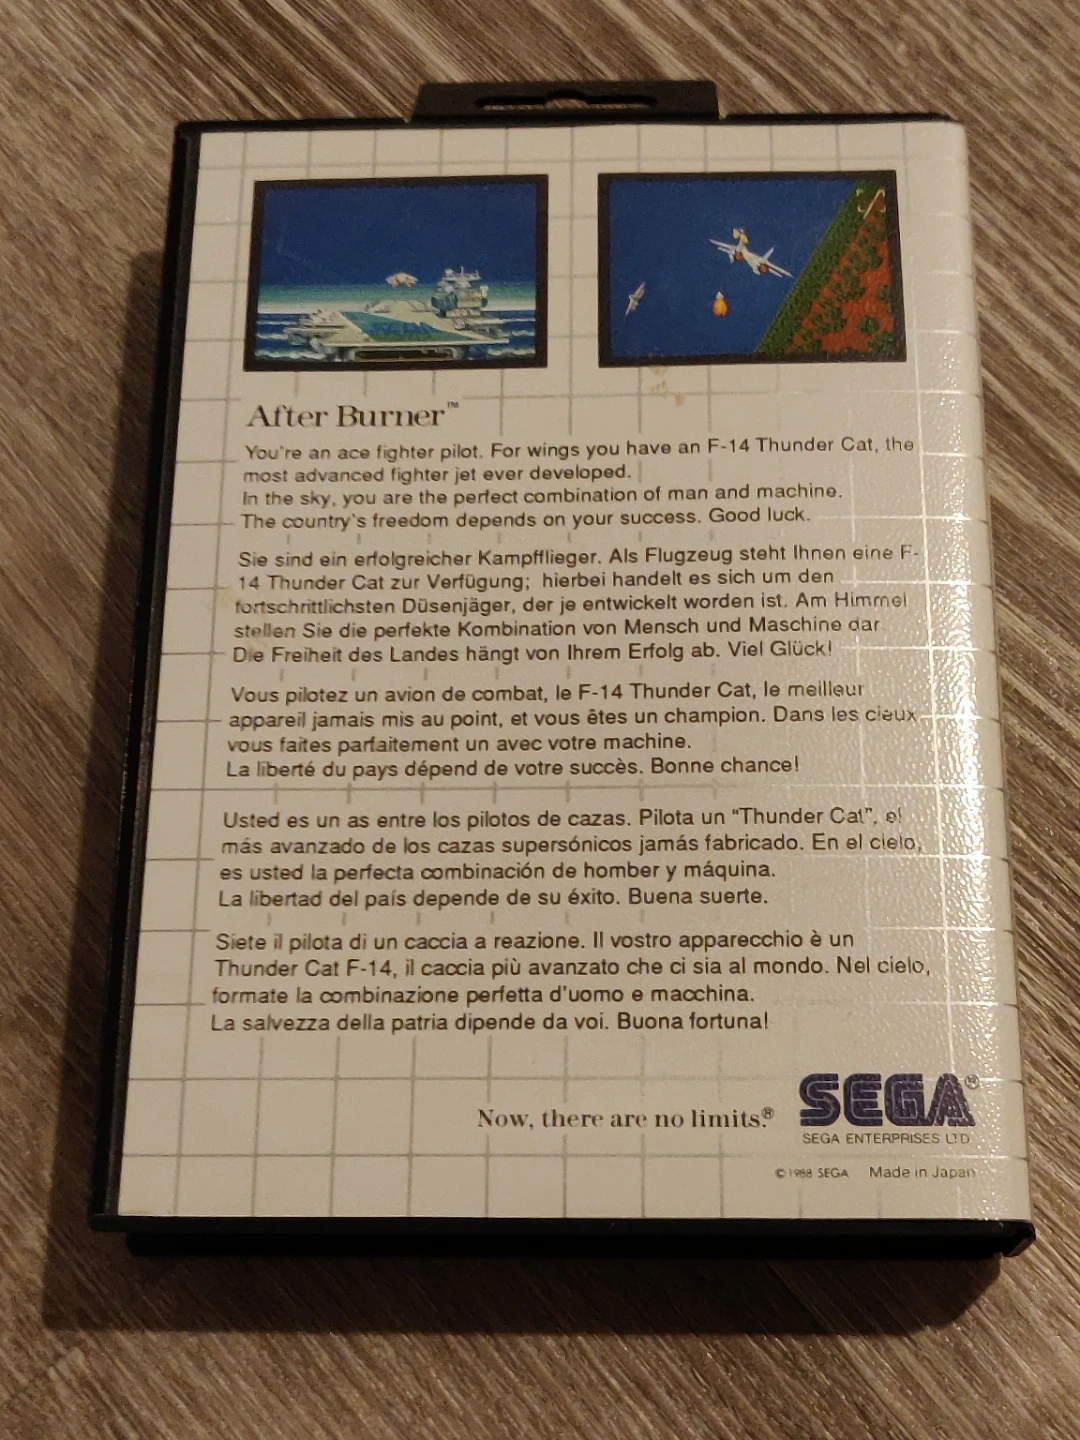 After Burner™
You're an ace fighter pilot. For wings you have an F-14 Thunder Cat, the
most advanced fighter jet ever developed.
In the sky, you are the perfect combination of man and machine.
The country's freedom depends on your success. Good luck.
Sie sind ein erfolgreicher Kampfflieger. Als Flugzeug steht Ihnen eine F-
14 Thunder Cat zur Verfügung; hierbei handelt es sich um den
fortschrittlichsten Düsenjäger, der je entwickelt worden ist. Am Himmel
stellen Sie die perfekte Kombination von Mensch und Maschine dar.
Die Freiheit des Landes hängt von Ihrem Erfolg ab. Viel Glück!
Vous pilotez un avion de combat, le F-14 Thunder Cat, le meilleur
appareil jamais mis au point, et vous êtes un champion. Dans les cieux
vous faites parfaitement un avec votre machine.
La liberté du pays dépend de votre succès. Bonne chance!
Usted es un as entre los pilotos de cazas. Pilota un "Thunder Cat", el
más avanzado de los cazas supersónicos jamás fabricado. En el cielo,
es usted la perfecta combinación de homber y máquina.
La libertad del país depende de su éxito. Buena suerte.
Siete il pilota di un caccia a reazione. Il vostro apparecchio è un
Thunder Cat F-14, il caccia più avanzato che ci sia al mondo. Nel cielo,
formate la combinazione perfetta d'uomo e macchina.
La salvezza della patria dipende da voi. Buona fortuna!
Now, there are no limits.®
SEGA®
SEGA ENTERPRISES LTD.
© 1988 SEGA Made in Japan